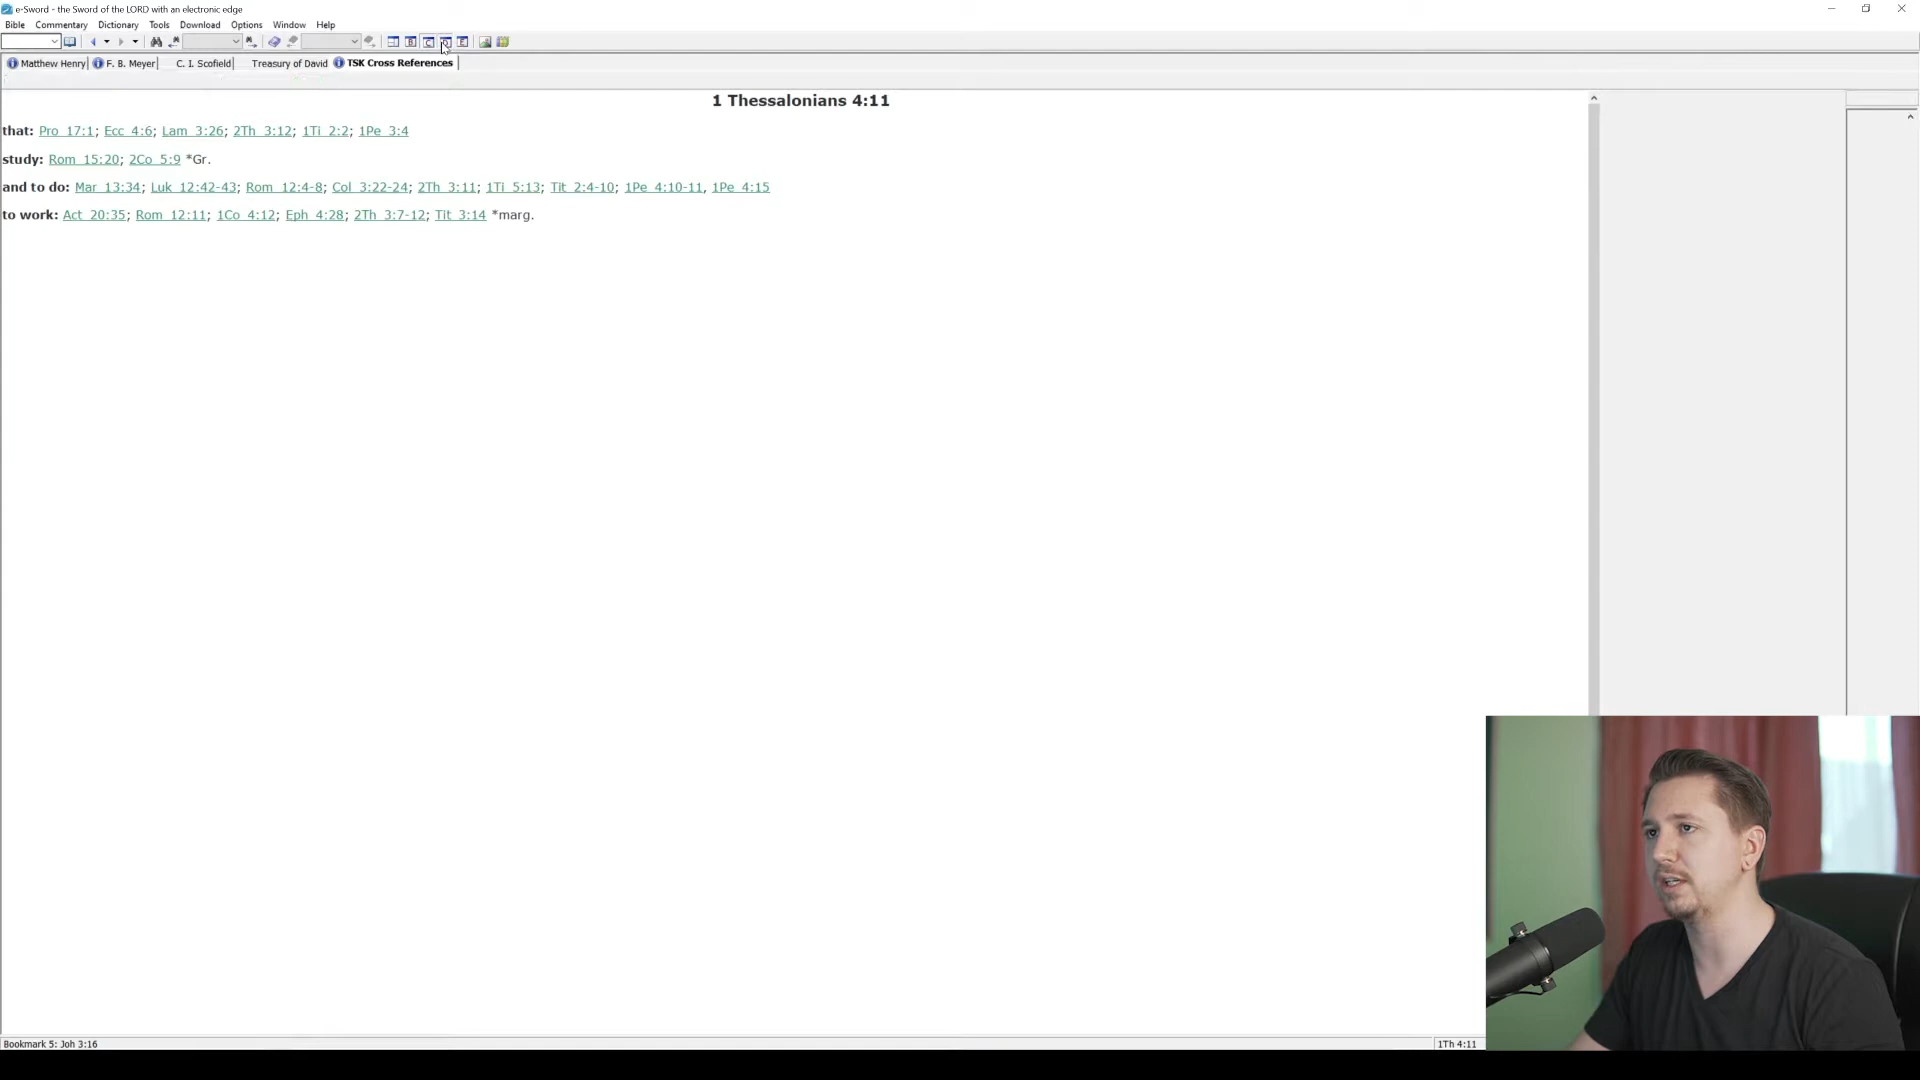 e-Sword - the Sword of the LORD with an electronic edge
Bible Commentary Dictionary Tools Download Options Window Help
B C E
Matthew Henry F. B. Meyer C. I. Scofield Treasury of David TSK Cross References
1 Thessalonians 4:11
that: Pro 17:1; Ecc 4:6; Lam 3:26; 2Th 3:12; 1Ti 2:2; 1Pe 3:4
study: Rom 15:20; 2Co 5:9 *Gr.
and to do: Mar 13:34; Luk 12:42-43; Rom 12:4-8; Col 3:22-24; 2Th 3:11; 1Ti 5:13; Tit 2:4-10; 1Pe 4:10-11, 1Pe 4:15
to work: Act 20:35; Rom 12:11; 1Co 4:12; Eph 4:28; 2Th 3:7-12; Tit 3:14 *marg.
Bookmark 5: Joh 3:16
1Th 4:11